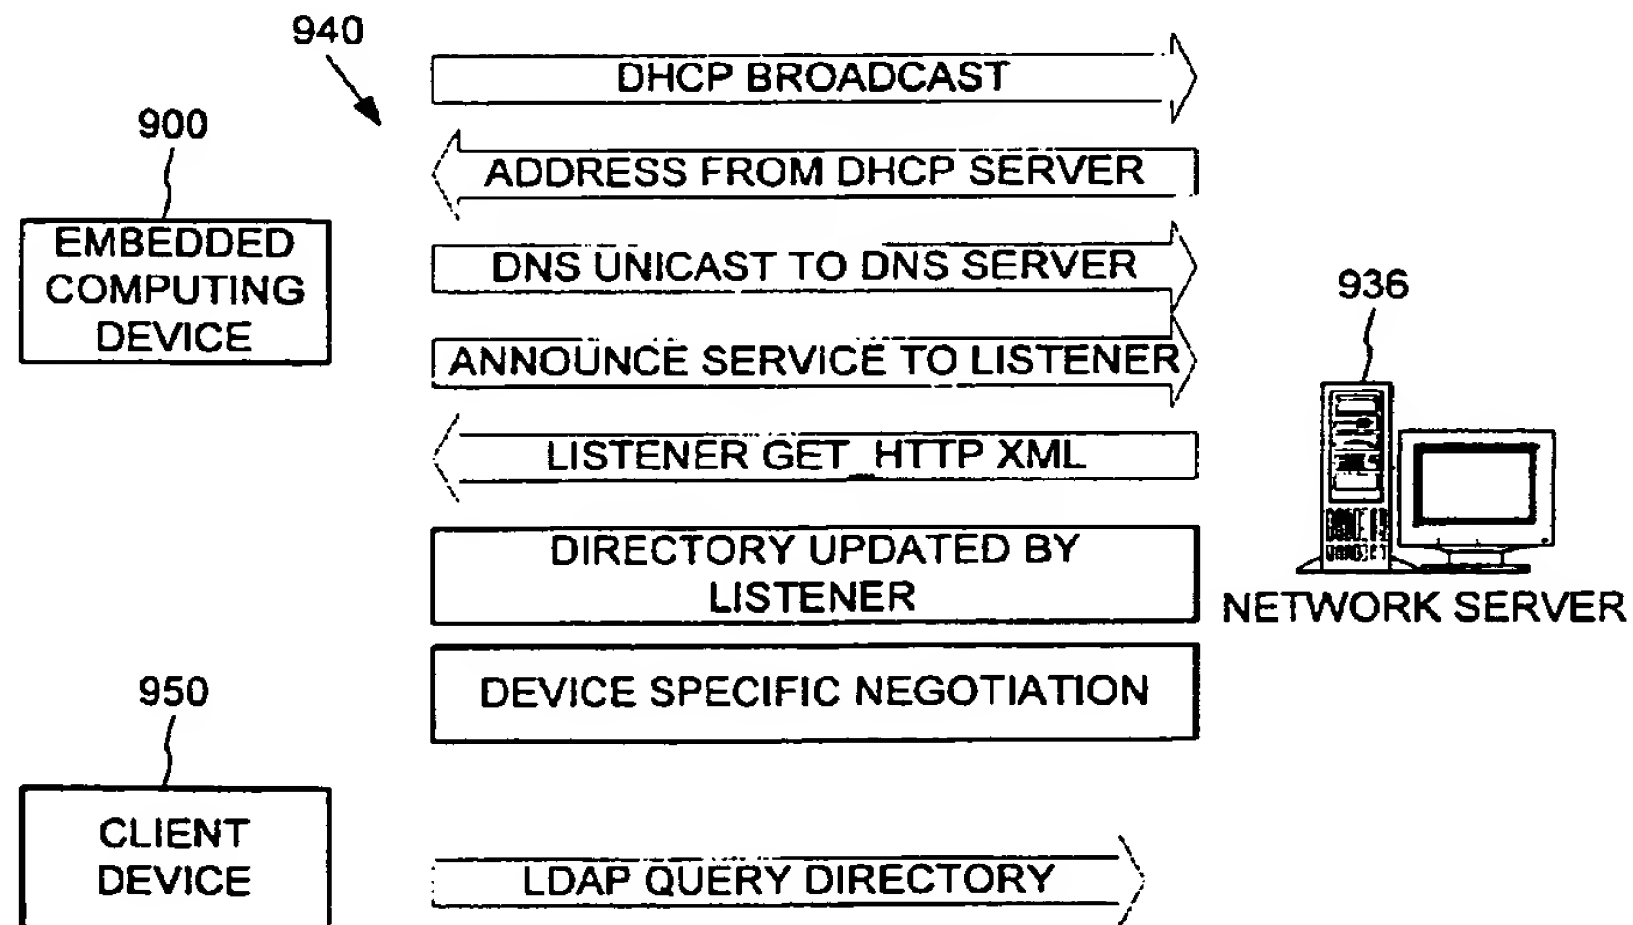 940
DHCP BROADCAST
900
ADDRESS FROM DHCP SERVER
EMBEDDED
COMPUTING
DEVICE
DNS UNICAST TO DNS SERVER
936
ANNOUNCE SERVICE TO LISTENER
LISTENER GET_HTTP XML
DIRECTORY UPDATED BY
LISTENER
NETWORK SERVER
DEVICE SPECIFIC NEGOTIATION
950
CLIENT
DEVICE
LDAP QUERY DIRECTORY